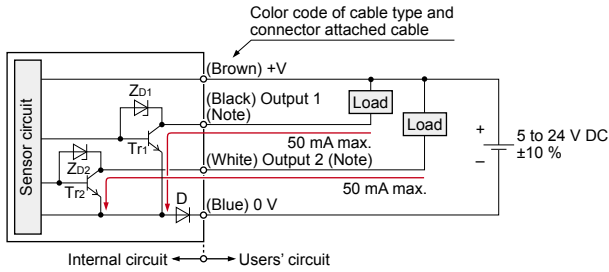 Color code of cable type and
connector attached cable
(Brown) +V
(Black) Output 1
(Note)
Load
Load
ZD1
Tr1
50 mA max.
+
5 to 24 V DC
±10 %
–
Sensor circuit
ZD2
Tr2
(White) Output 2 (Note)
50 mA max.
D
(Blue) 0 V
Internal circuit
Users' circuit